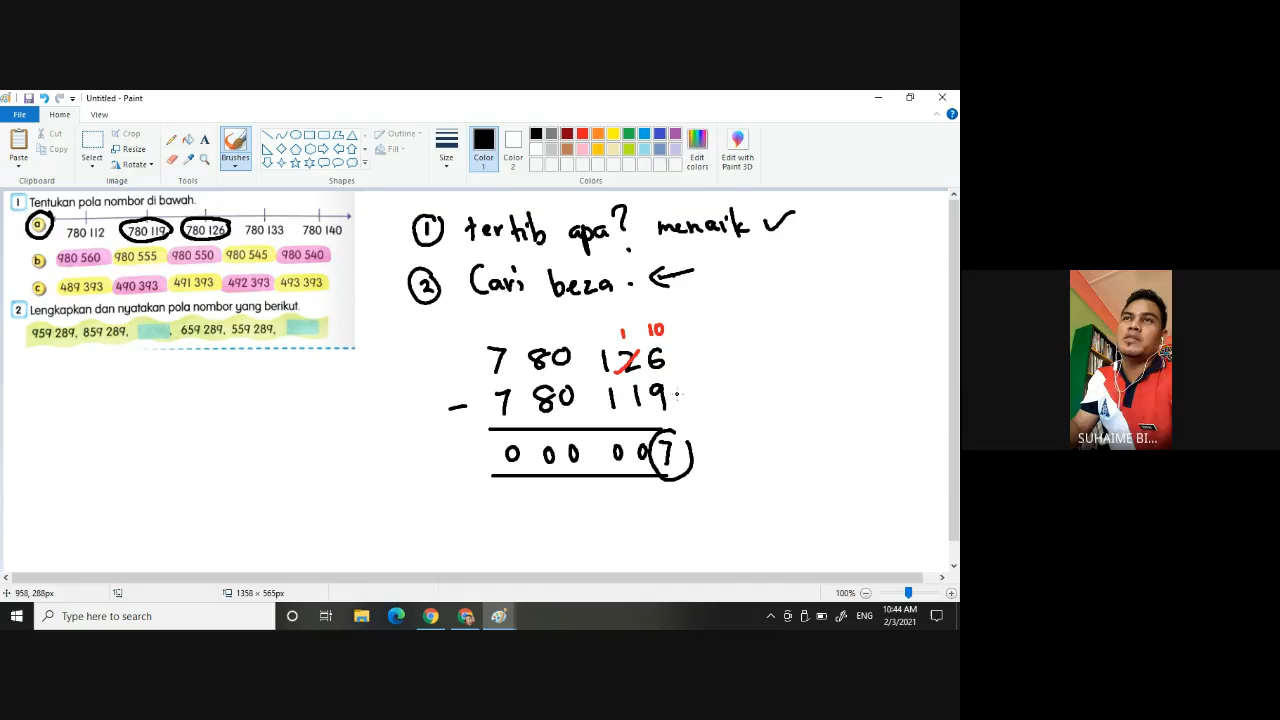 Untitled - Paint
File Home View
Paste Cut Copy Select Crop Resize Rotate Brushes Outline Fill Size Color 1 Color 2 Edit colors Edit with Paint 3D
Clipboard Image Tools Shapes Colors
1 Tentukan pola nombor di bawah.
a 780 112 780 119 780 126 780 133 780 140
b 980 560 980 555 980 550 980 545 980 540
c 489 393 490 393 491 393 492 393 493 393
2 Lengkapkan dan nyatakan pola nombor yang berikut.
959 289, 859 289, , 659 289, 559 289,
1 tertib apa? menaik ✓
2 Cari beza. ←
1 10
7 80 126
- 7 80 119
0 00 007
SUHAIME BI...
958, 288px 1358 × 565px 100%
Type here to search
ENG
10:44 AM
2/3/2021